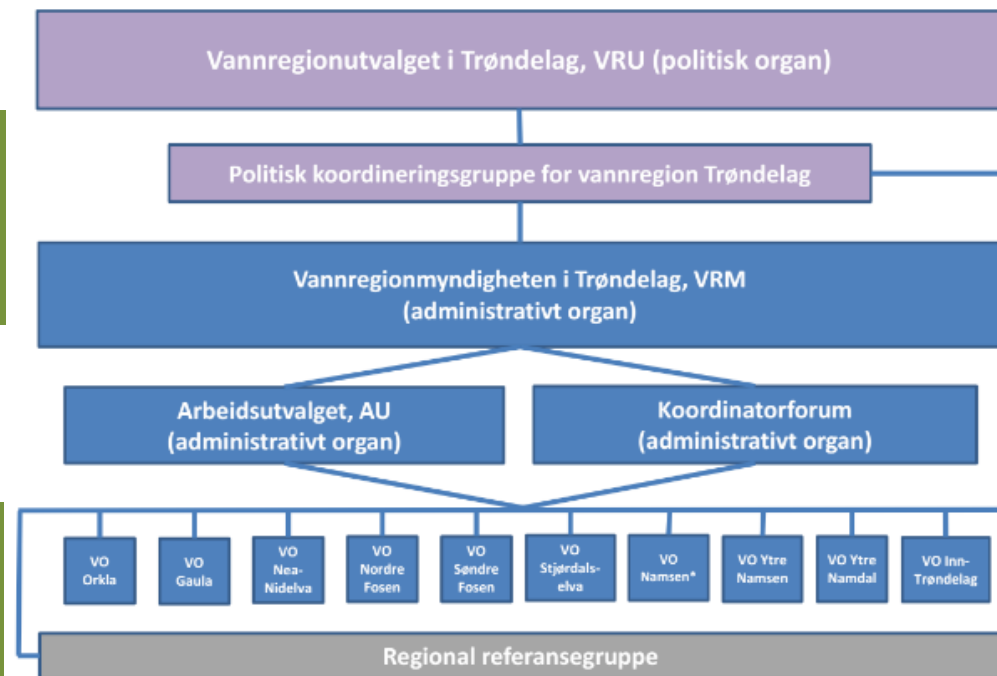 Vannregionutvalget i Trøndelag, VRU (politisk organ)
Politisk koordineringsgruppe for vannregion Trøndelag
Vannregionmyndigheten i Trøndelag, VRM
(administrativt organ)
Arbeidsutvalget, AU
(administrativt organ)
Koordinatorforum
(administrativt organ)
VO
Orkla
VO
Gaula
VO
Nea-
Nidelva
VO
Nordre
Fosen
VO
Søndre
Fosen
VO
Stjørdals-
elva
VO
Namsen*
VO Ytre
Namsen
VO Ytre
Namdal
VO Inn-
Trøndelag
Regional referansegruppe